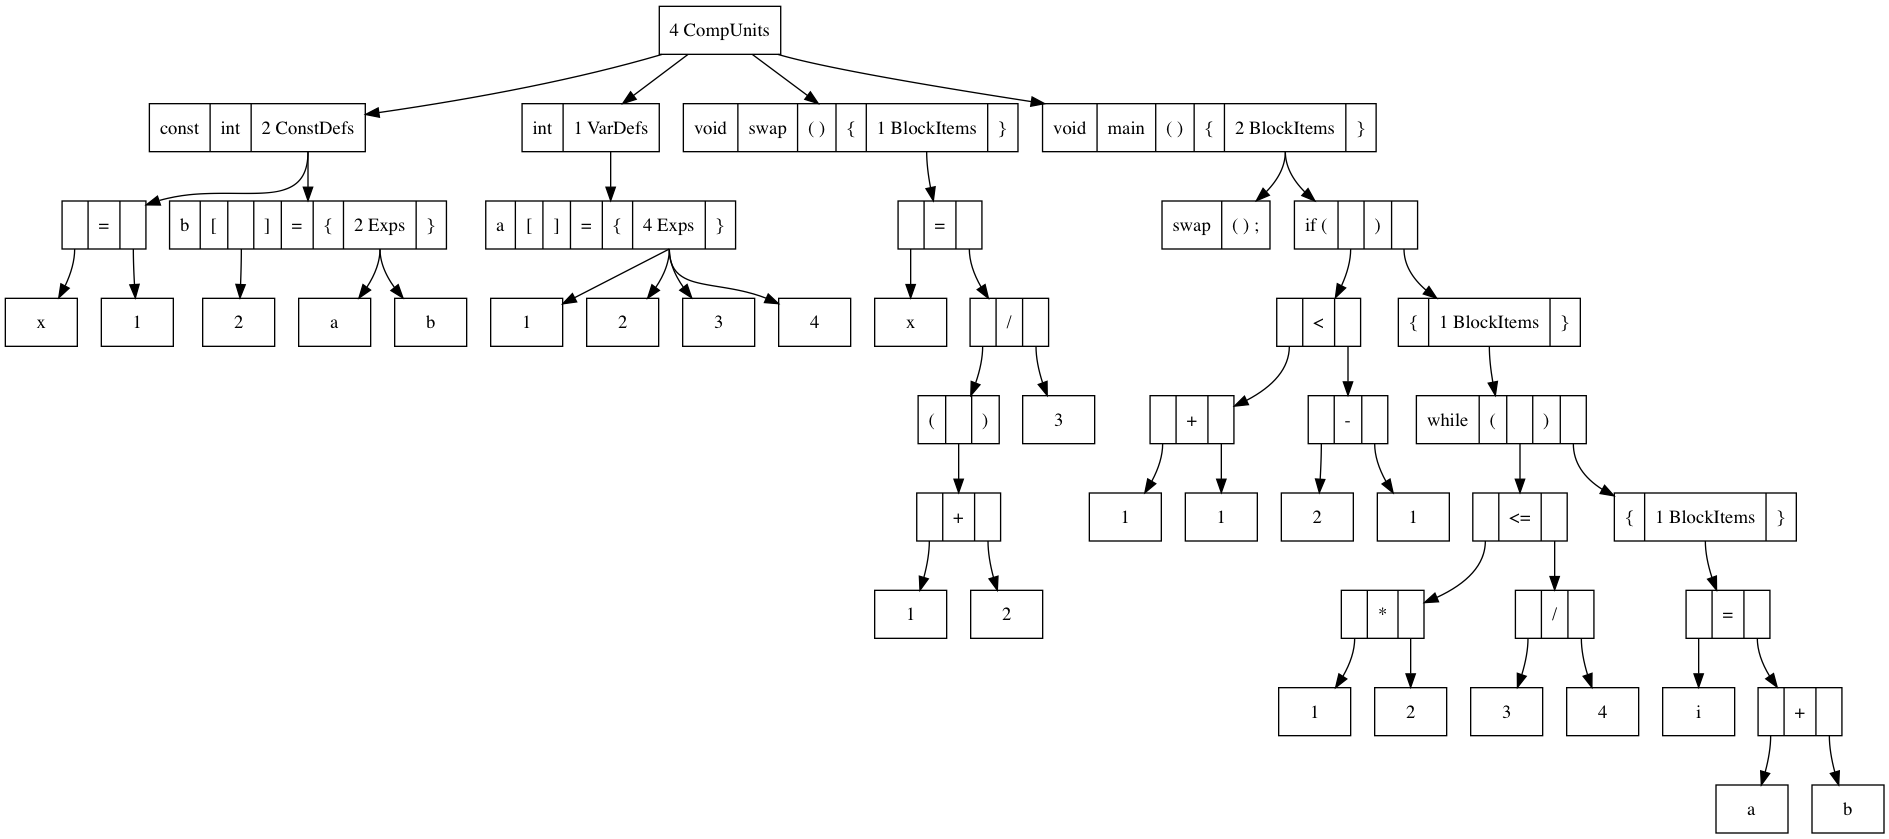 4 CompUnits
const int 2 ConstDefs int 1 VarDefs void swap ( ) { 1 BlockItems } void main ( ) { 2 BlockItems }
= b [ ] = { 2 Exps } a [ ] = { 4 Exps } = swap ( ) ; if ( )
x 1 2 a b 1 2 3 4 x / < { 1 BlockItems }
( ) 3 + - while ( )
+ 1 1 2 1 <= { 1 BlockItems }
1 2 * / =
1 2 3 4 i +
a b